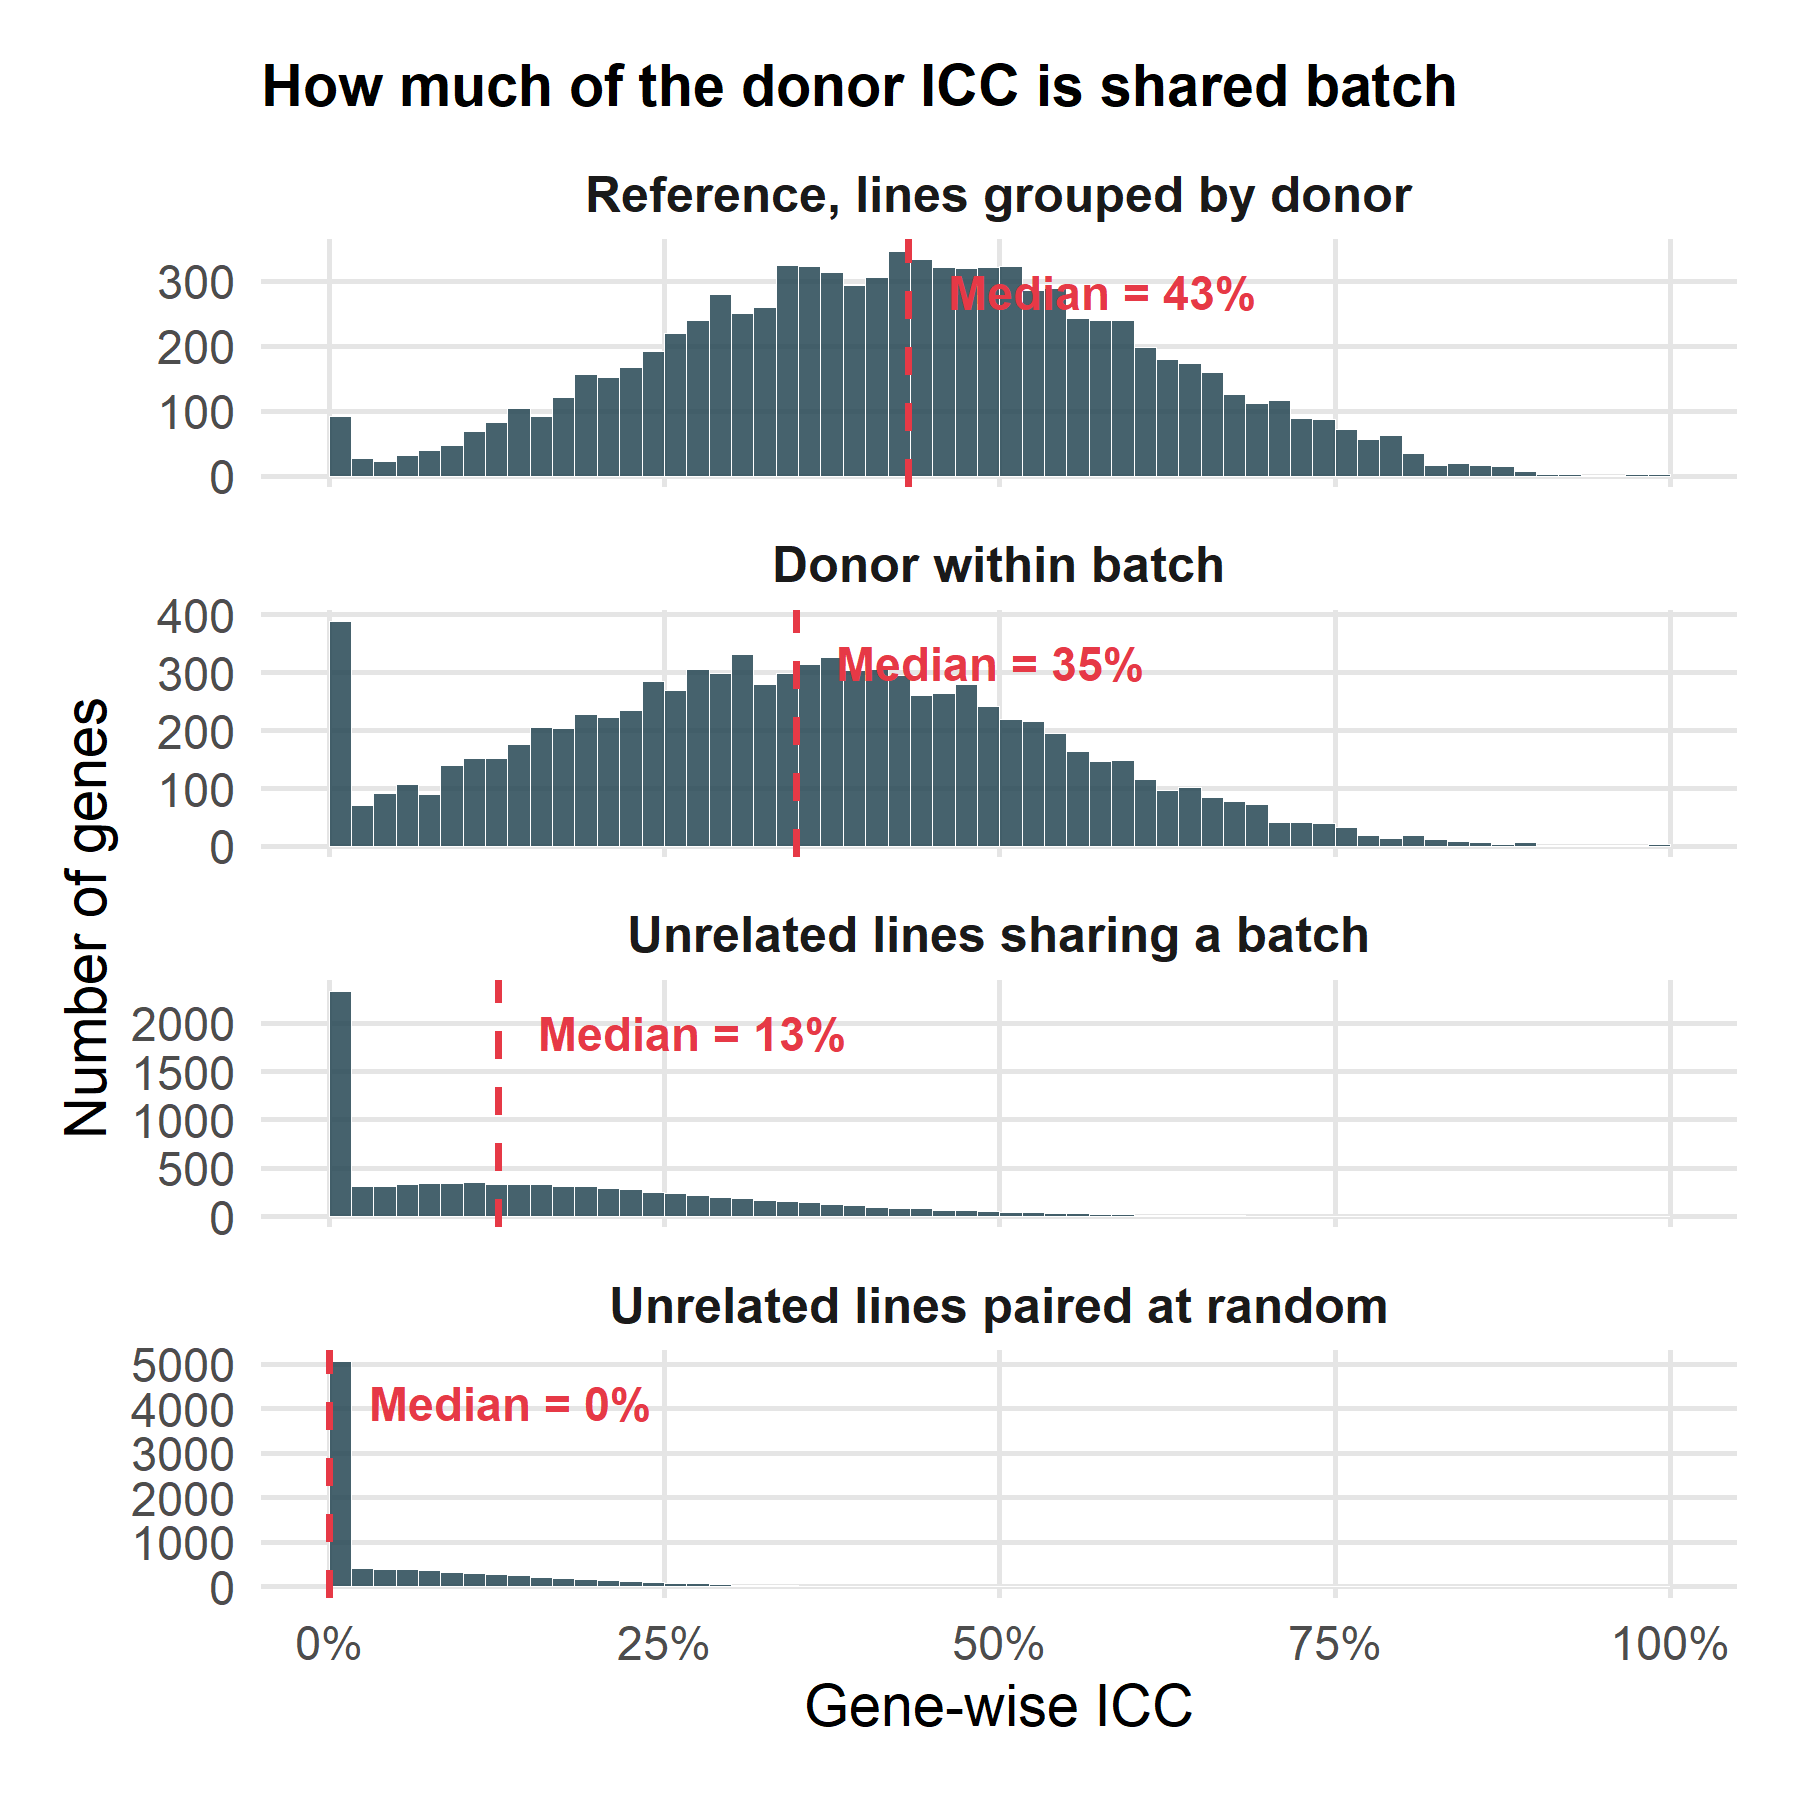 How much of the donor ICC is shared batch
Reference, lines grouped by donor
300
200
100
0
Median = 43%
Donor within batch
400
300
200
100
0
Median = 35%
Number of genes
Unrelated lines sharing a batch
2000
1500
1000
500
0
Median = 13%
Unrelated lines paired at random
5000
4000
3000
2000
1000
0
Median = 0%
0% 25% 50% 75% 100%
Gene-wise ICC